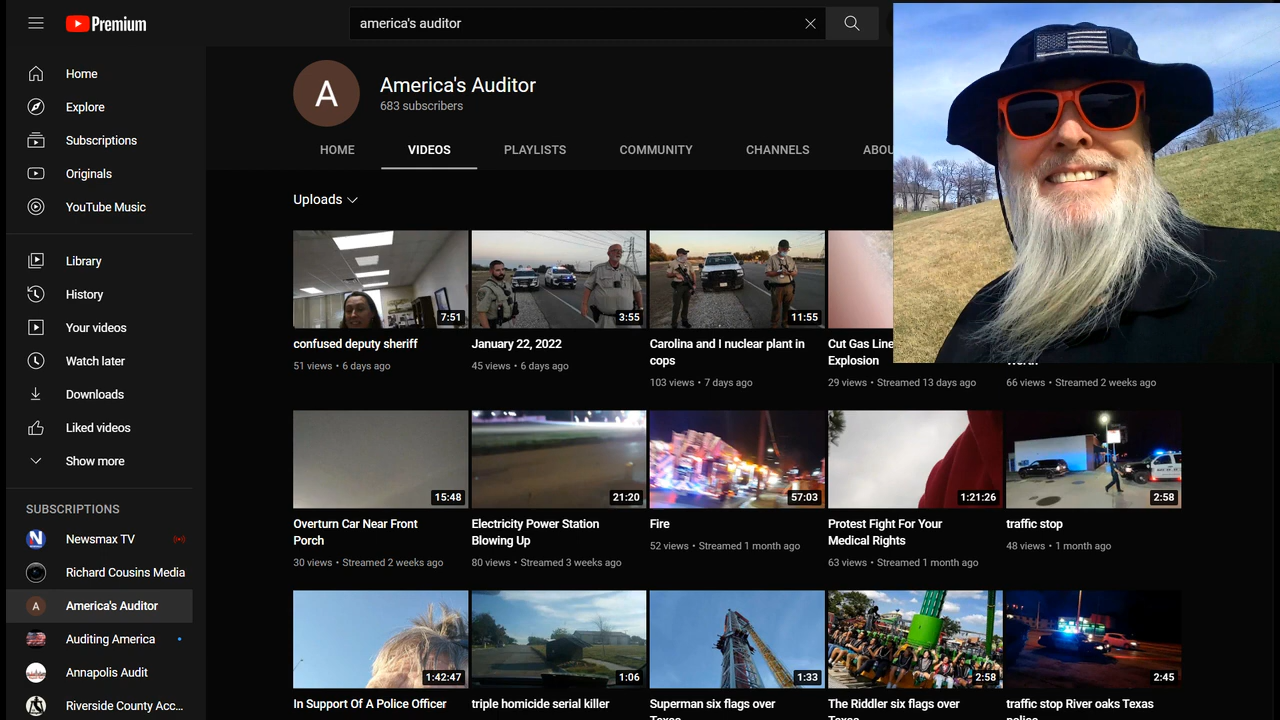 Premium
america's auditor
Home
Explore
Subscriptions
Originals
YouTube Music
Library
History
Your videos
Watch later
Downloads
Liked videos
Show more
SUBSCRIPTIONS
Newsmax TV
Richard Cousins Media
A America's Auditor
Auditing America
Annapolis Audit
Riverside County Acc...
A
America's Auditor
683 subscribers
HOME VIDEOS PLAYLISTS COMMUNITY CHANNELS ABOU
Uploads
7:51 3:55 11:55
confused deputy sheriff
51 views • 6 days ago
January 22, 2022
45 views • 6 days ago
Carolina and I nuclear plant in
cops
103 views • 7 days ago
Cut Gas Line
Explosion
29 views • Streamed 13 days ago
66 views • Streamed 2 weeks ago
15:48 21:20 57:03 1:21:26 2:58
Overturn Car Near Front
Porch
30 views • Streamed 2 weeks ago
Electricity Power Station
Blowing Up
80 views • Streamed 3 weeks ago
Fire
52 views • Streamed 1 month ago
Protest Fight For Your
Medical Rights
63 views • Streamed 1 month ago
traffic stop
48 views • 1 month ago
1:42:47 1:06 1:33 2:58 2:45
In Support Of A Police Officer
triple homicide serial killer
Superman six flags over
Texas
The Riddler six flags over
Texas
traffic stop River oaks Texas
police